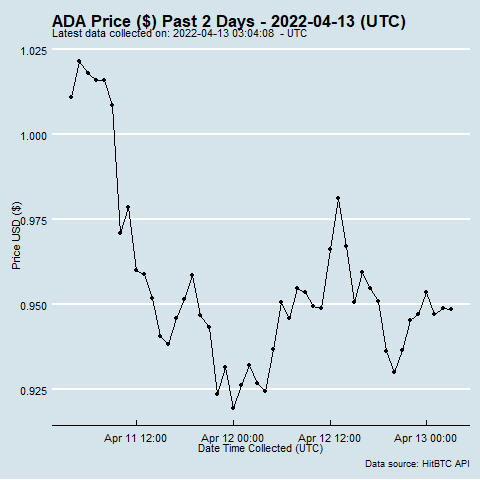 ADA Price ($) Past 2 Days - 2022-04-13 (UTC)
Latest data collected on: 2022-04-13 03:04:08 - UTC
1.025
1.000
0.975
0.950
0.925
Price USD ($)
Apr 11 12:00
Apr 12 00:00
Apr 12 12:00
Apr 13 00:00
Date Time Collected (UTC)
Data source: HitBTC API